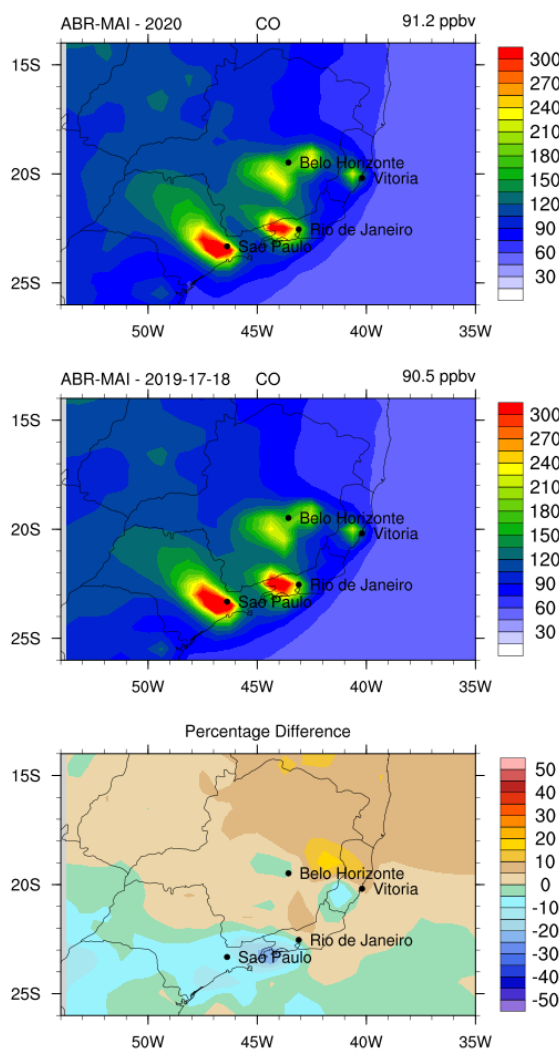 ABR-MAI - 2020 CO 91.2 ppbv
15S
20S
25S
50W 45W 40W 35W
Belo Horizonte
Vitoria
Rio de Janeiro
Sao Paulo
300
270
240
210
180
150
120
90
60
30
ABR-MAI - 2019-17-18 CO 90.5 ppbv
15S
20S
25S
50W 45W 40W 35W
Belo Horizonte
Vitoria
Rio de Janeiro
Sao Paulo
300
270
240
210
180
150
120
90
60
30
Percentage Difference
15S
20S
25S
50W 45W 40W 35W
Belo Horizonte
Vitoria
Rio de Janeiro
Sao Paulo
50
40
30
20
10
0
-10
-20
-30
-40
-50